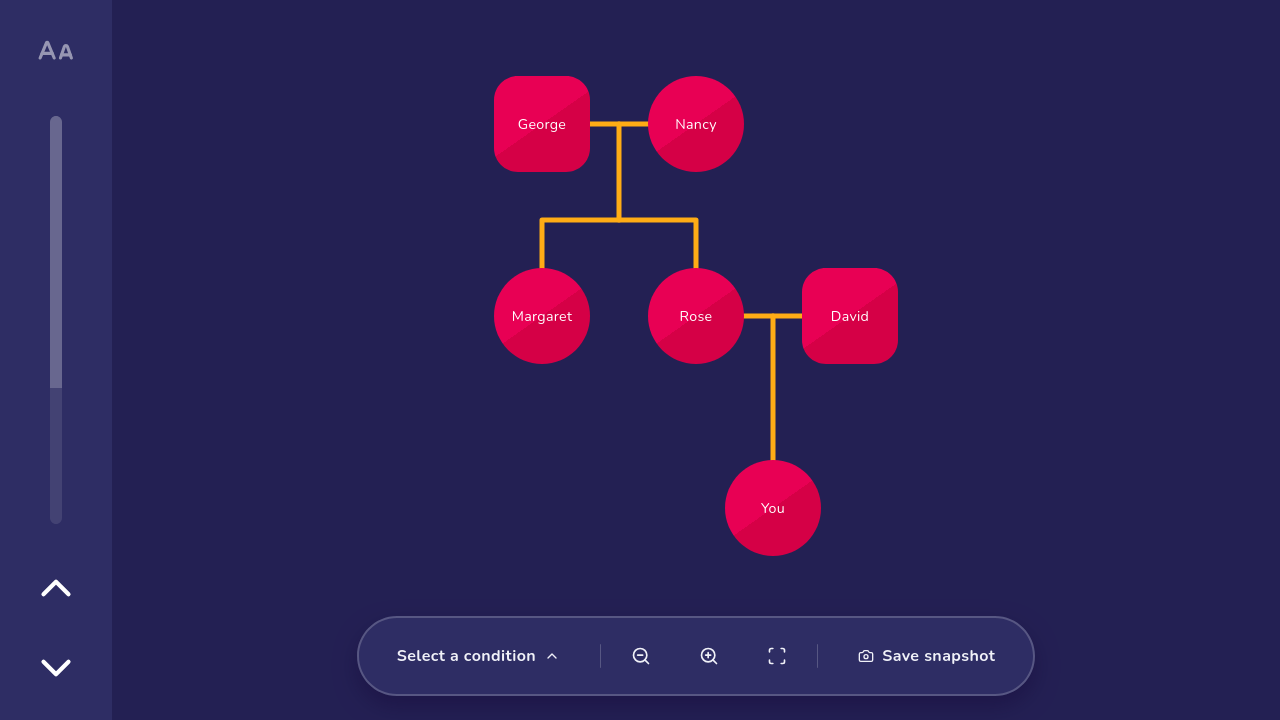 AA
George
Nancy
Margaret
Rose
David
You
Select a condition
Save snapshot